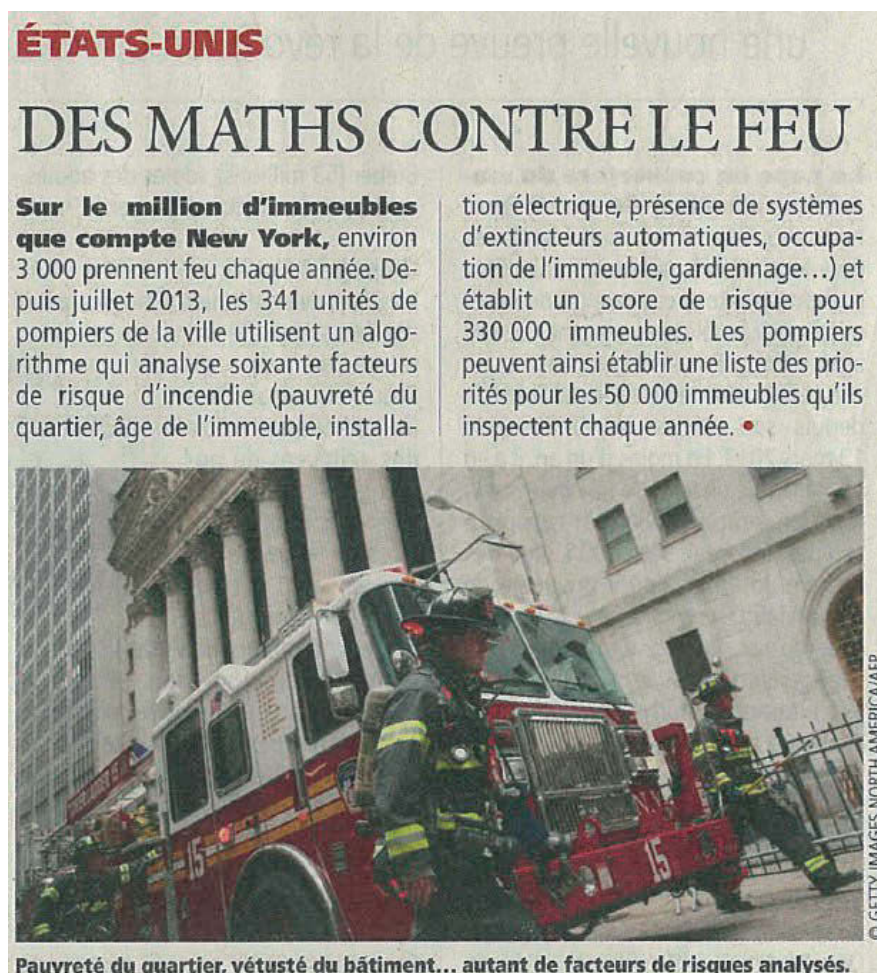 ÉTATS-UNIS
DES MATHS CONTRE LE FEU
Sur le million d'immeubles
que compte New York, environ
3 000 prennent feu chaque année. De-
puis juillet 2013, les 341 unités de
pompiers de la ville utilisent un algo-
rithme qui analyse soixante facteurs
de risque d'incendie (pauvreté du
quartier, âge de l'immeuble, installa-
tion électrique, présence de systèmes
d'extincteurs automatiques, occupa-
tion de l'immeuble, gardiennage...) et
établit un score de risque pour
330 000 immeubles. Les pompiers
peuvent ainsi établir une liste des prio-
rités pour les 50 000 immeubles qu'ils
inspectent chaque année. •
15
15
© GETTY IMAGES NORTH AMERICA/AFP
Pauvreté du quartier, vétusté du bâtiment... autant de facteurs de risques analysés.